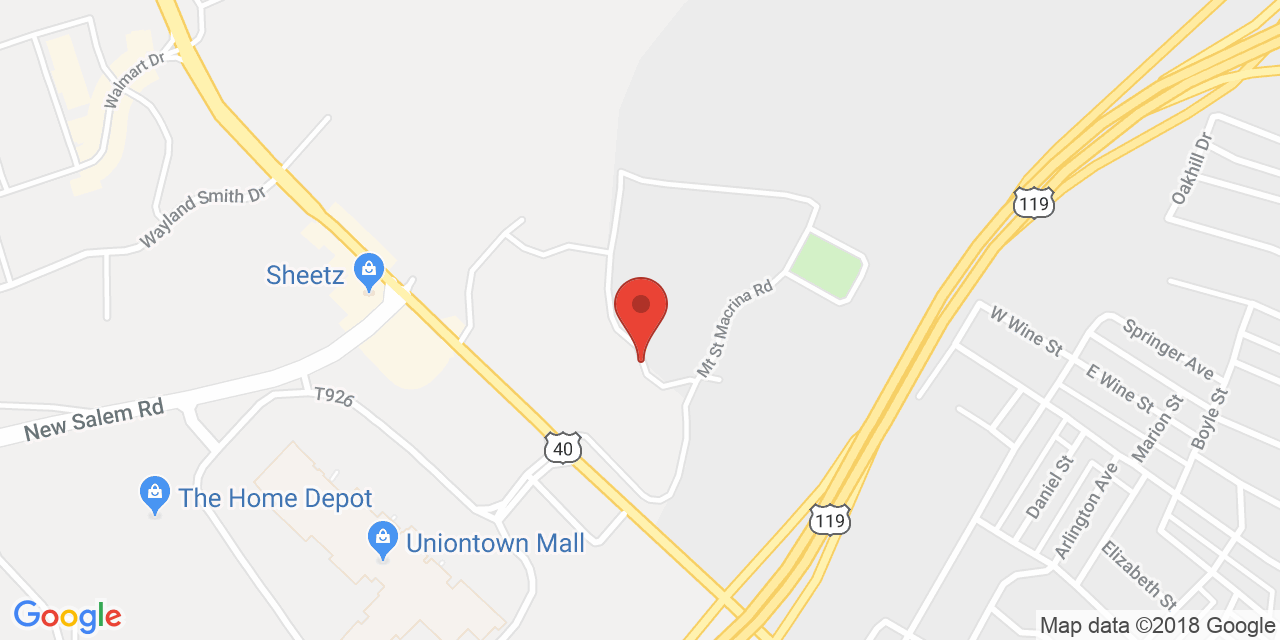 Walmart Dr
Wayland Smith Dr
Sheetz
New Salem Rd
T926
40
The Home Depot
Uniontown Mall
Mt St Macrina Rd
119
119
Oakhill Dr
W Wine St
Springer Ave
E Wine St
Marion St
Boyle St
Daniel St
Arlington Ave
Elizabeth St
Google
Map data ©2018 Google